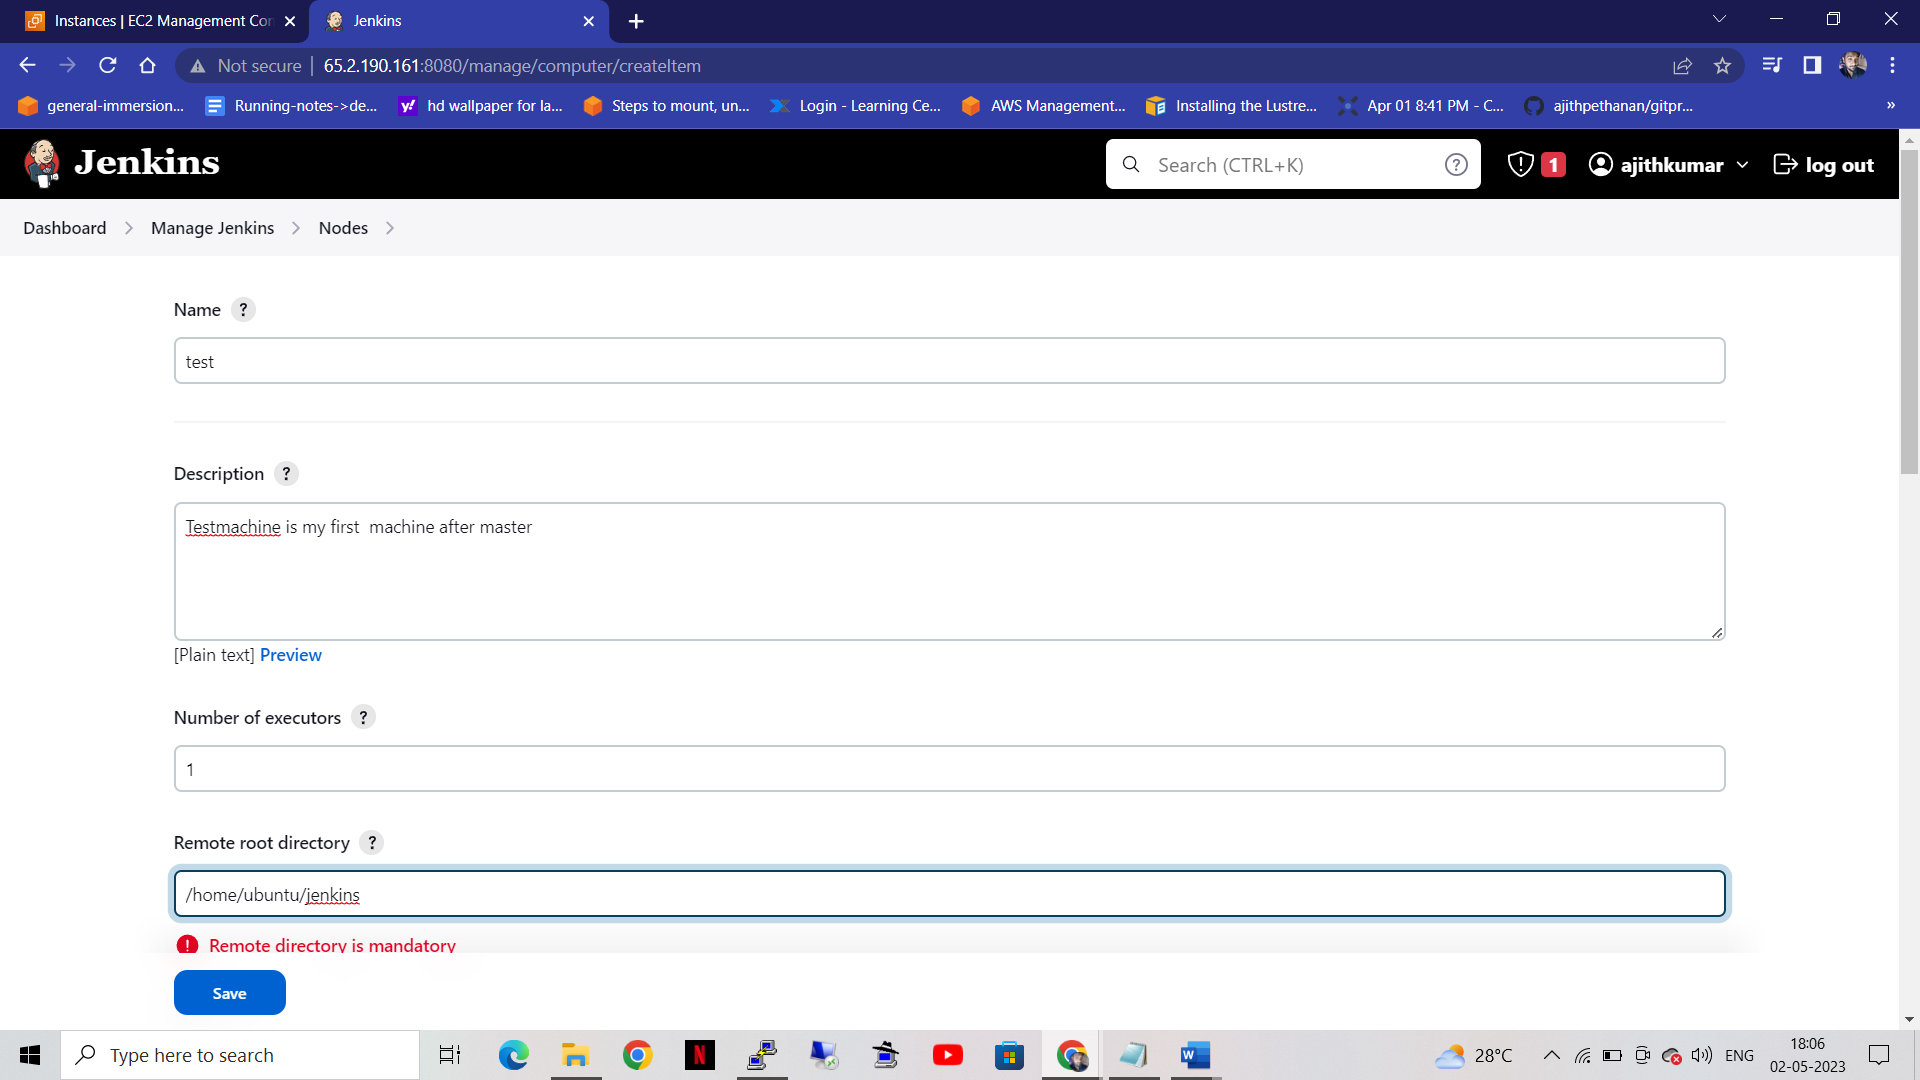 Instances | EC2 Management Con
Jenkins
Not secure
65.2.190.161:8080/manage/computer/createItem
general-immersion...
Running-notes->de...
hd wallpaper for la...
Steps to mount, un...
Login - Learning Ce...
AWS Management...
Installing the Lustre...
Apr 01 8:41 PM - C...
ajithpethanan/gitpr...
»
Jenkins
Search (CTRL+K)
?
1
ajithkumar
log out
Dashboard
Manage Jenkins
Nodes
Name ?
test
Description ?
Testmachine is my first  machine after master
[Plain text] Preview
Number of executors ?
1
Remote root directory ?
/home/ubuntu/jenkins
! Remote directory is mandatory
Save
Type here to search
N
W
28°C
ENG
18:06
02-05-2023